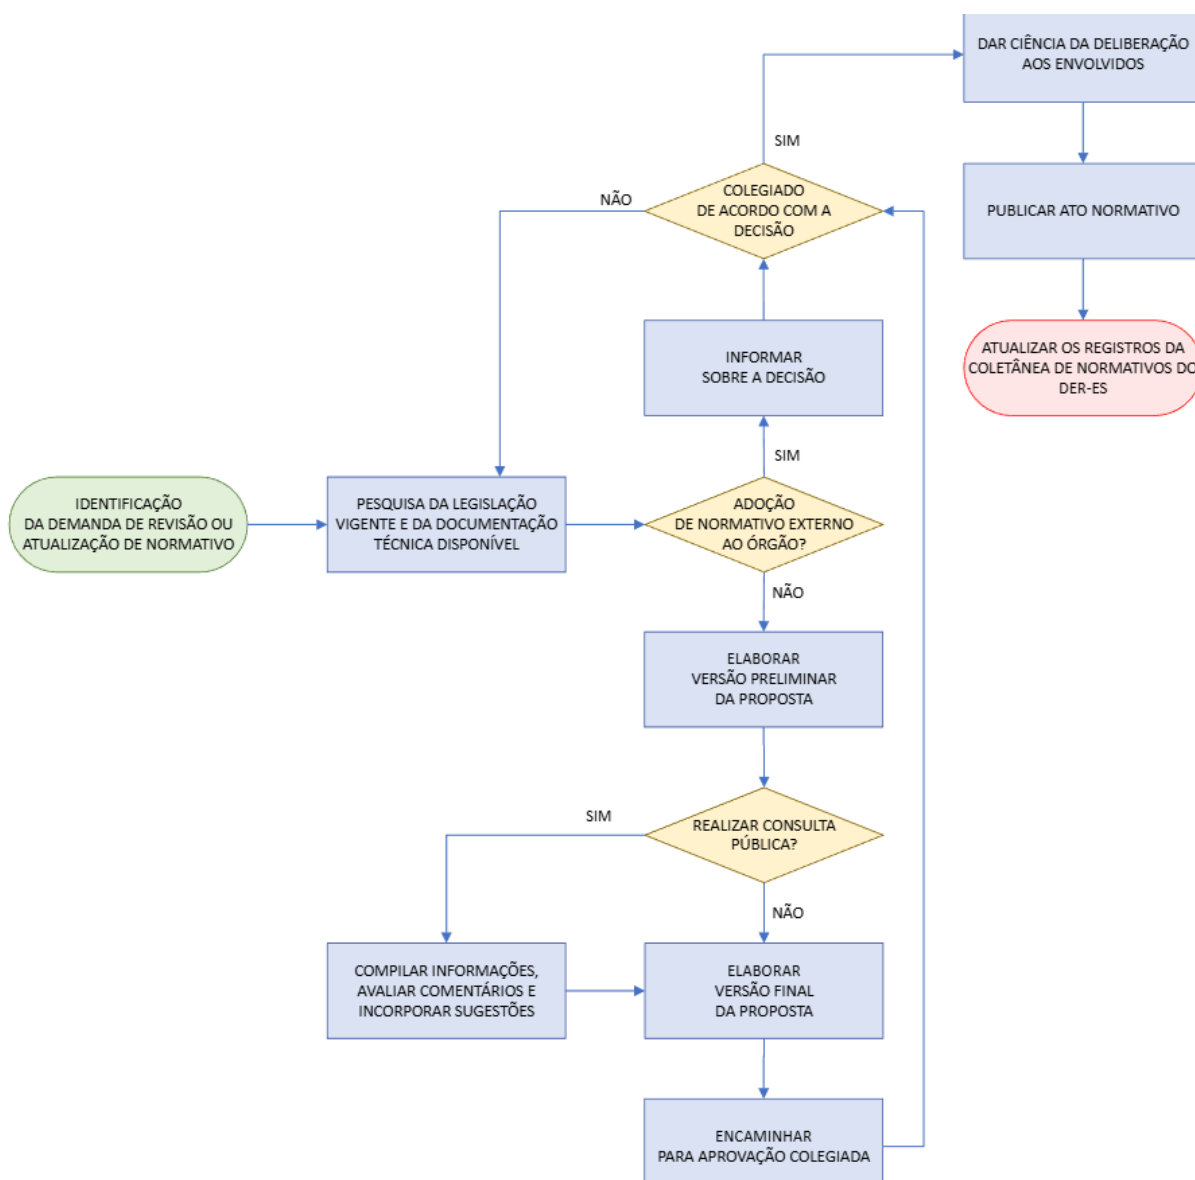 DAR CIÊNCIA DA DELIBERAÇÃO
AOS ENVOLVIDOS
SIM
COLEGIADO
DE ACORDO COM A
DECISÃO
NÃO
PUBLICAR ATO NORMATIVO
INFORMAR
SOBRE A DECISÃO
ATUALIZAR OS REGISTROS DA
COLETÂNEA DE NORMATIVOS DO
DER-ES
SIM
IDENTIFICAÇÃO
DA DEMANDA DE REVISÃO OU
ATUALIZAÇÃO DE NORMATIVO
PESQUISA DA LEGISLAÇÃO
VIGENTE E DA DOCUMENTAÇÃO
TÉCNICA DISPONÍVEL
ADOÇÃO
DE NORMATIVO EXTERNO
AO ÓRGÃO?
NÃO
ELABORAR
VERSÃO PRELIMINAR
DA PROPOSTA
SIM
REALIZAR CONSULTA
PÚBLICA?
NÃO
COMPILAR INFORMAÇÕES,
AVALIAR COMENTÁRIOS E
INCORPORAR SUGESTÕES
ELABORAR
VERSÃO FINAL
DA PROPOSTA
ENCAMINHAR
PARA APROVAÇÃO COLEGIADA